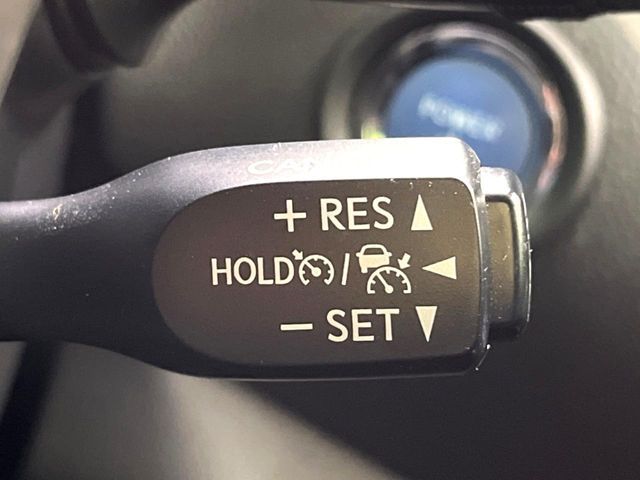 POWER
+ RES ▲
HOLD / ◀
− SET ▼